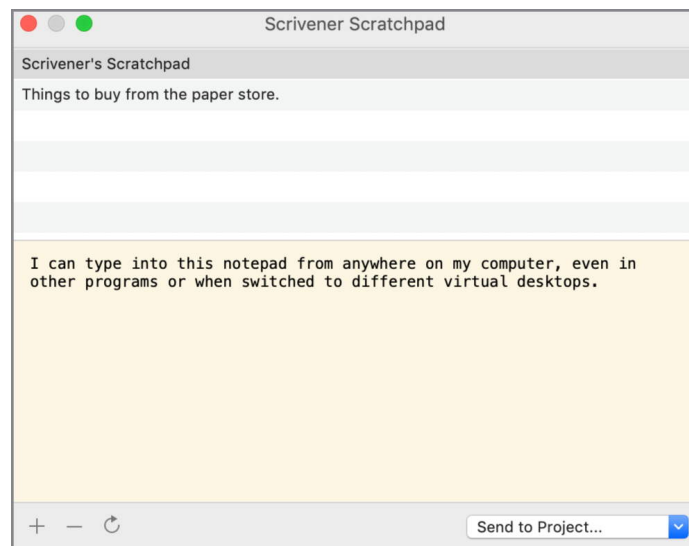 Scrivener Scratchpad
Scrivener's Scratchpad
Things to buy from the paper store.
I can type into this notepad from anywhere on my computer, even in
other programs or when switched to different virtual desktops.
Send to Project...